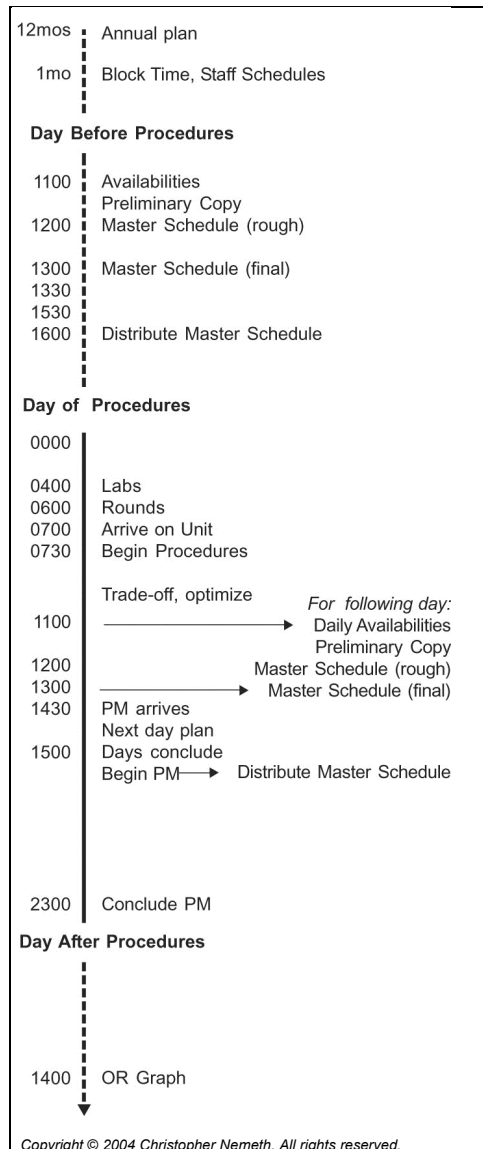 12mos Annual plan
1mo Block Time, Staff Schedules
Day Before Procedures
1100 Availabilities
Preliminary Copy
1200 Master Schedule (rough)
1300 Master Schedule (final)
1330
1530
1600 Distribute Master Schedule
Day of Procedures
0000
0400 Labs
0600 Rounds
0700 Arrive on Unit
0730 Begin Procedures
Trade-off, optimize
For following day:
1100 Daily Availabilities
Preliminary Copy
1200 Master Schedule (rough)
1300 Master Schedule (final)
1430 PM arrives
Next day plan
1500 Days conclude
Begin PM Distribute Master Schedule
2300 Conclude PM
Day After Procedures
1400 OR Graph
Copyright © 2004 Christopher Nemeth. All rights reserved.